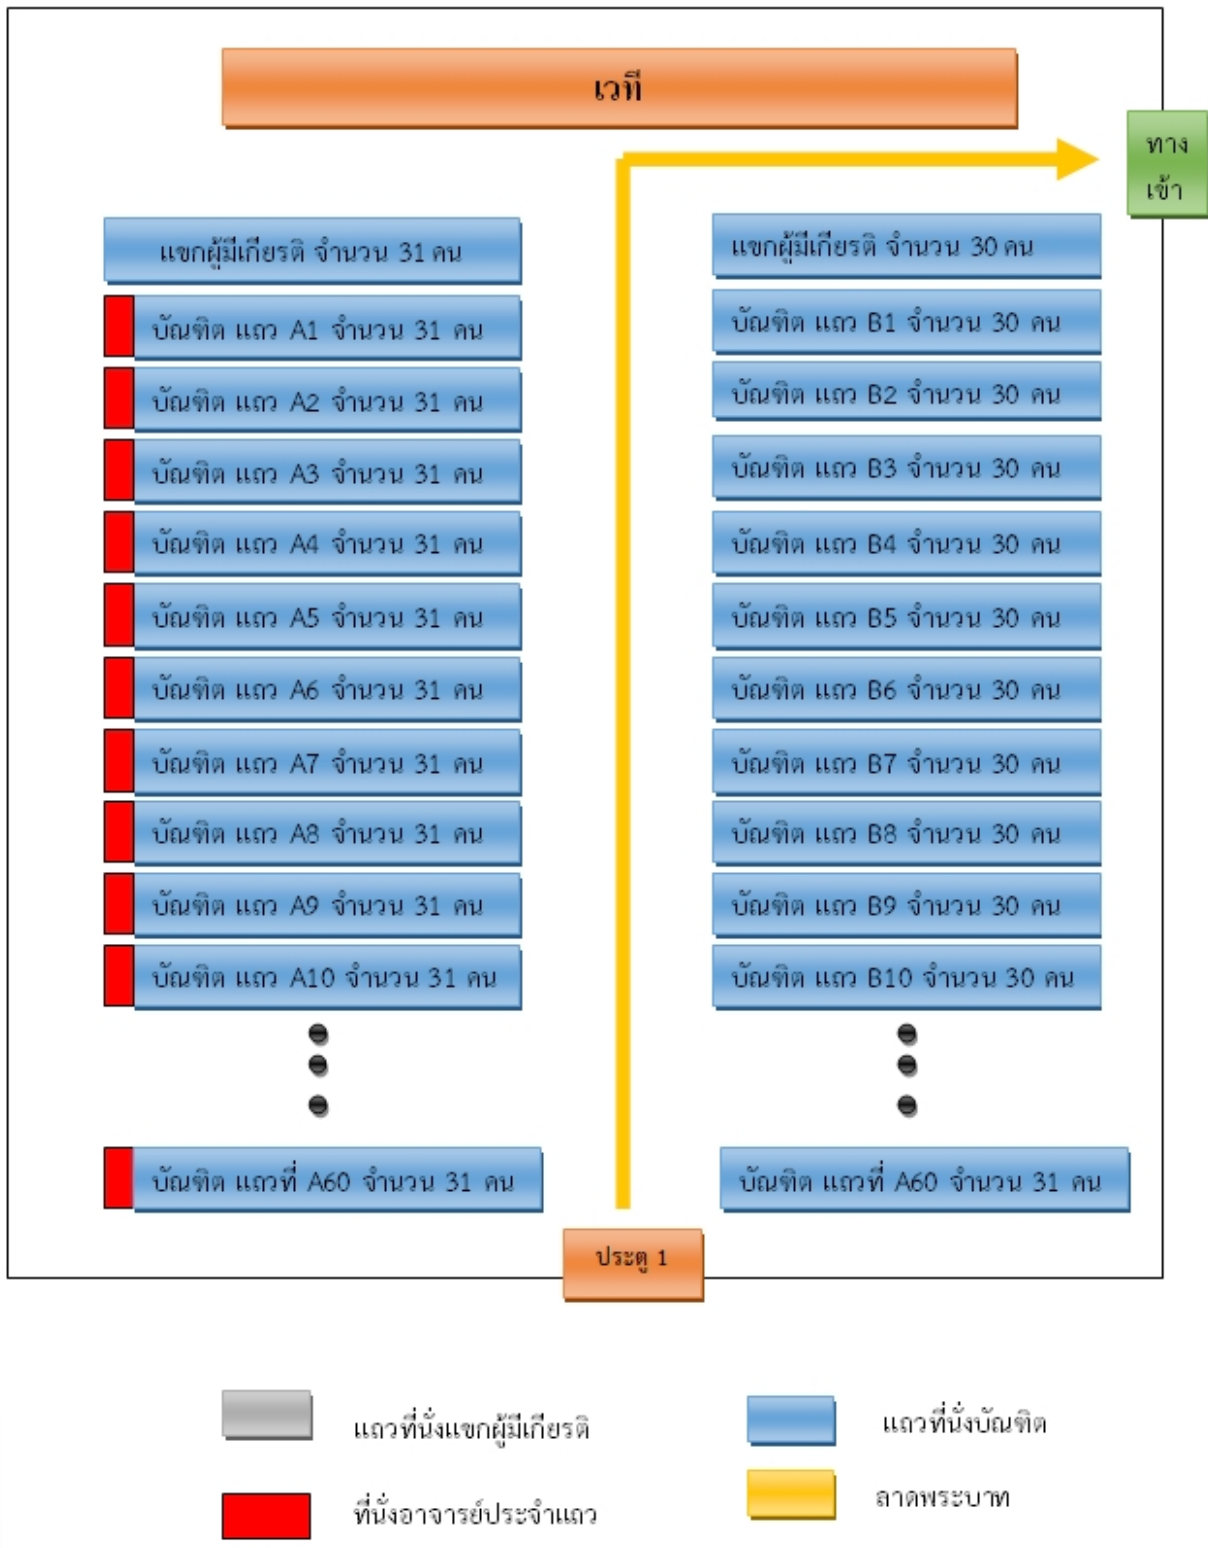 เวที
ทาง
เข้า
แขกผู้มีเกียรติ จำนวน 31 คน
แขกผู้มีเกียรติ จำนวน 30 คน
บัณฑิต แถว A1 จำนวน 31 คน
บัณฑิต แถว B1 จำนวน 30 คน
บัณฑิต แถว A2 จำนวน 31 คน
บัณฑิต แถว B2 จำนวน 30 คน
บัณฑิต แถว A3 จำนวน 31 คน
บัณฑิต แถว B3 จำนวน 30 คน
บัณฑิต แถว A4 จำนวน 31 คน
บัณฑิต แถว B4 จำนวน 30 คน
บัณฑิต แถว A5 จำนวน 31 คน
บัณฑิต แถว B5 จำนวน 30 คน
บัณฑิต แถว A6 จำนวน 31 คน
บัณฑิต แถว B6 จำนวน 30 คน
บัณฑิต แถว A7 จำนวน 31 คน
บัณฑิต แถว B7 จำนวน 30 คน
บัณฑิต แถว A8 จำนวน 31 คน
บัณฑิต แถว B8 จำนวน 30 คน
บัณฑิต แถว A9 จำนวน 31 คน
บัณฑิต แถว B9 จำนวน 30 คน
บัณฑิต แถว A10 จำนวน 31 คน
บัณฑิต แถว B10 จำนวน 30 คน
บัณฑิต แถวที่ A60 จำนวน 31 คน
บัณฑิต แถวที่ A60 จำนวน 31 คน
ประตู 1
แถวที่นั่งแขกผู้มีเกียรติ
แถวที่นั่งบัณฑิต
ที่นั่งอาจารย์ประจำแถว
ลาดพระบาท